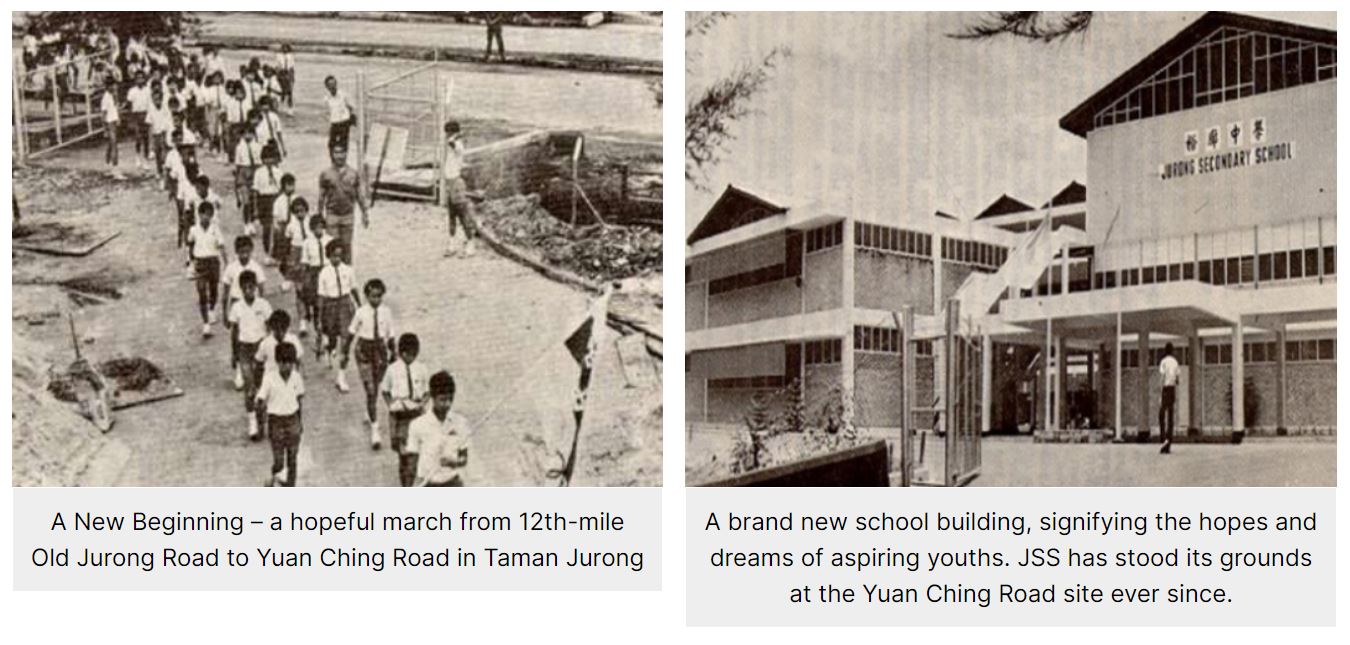 裕廊中學
JURONG SECONDARY SCHOOL
A New Beginning – a hopeful march from 12th-mile
Old Jurong Road to Yuan Ching Road in Taman Jurong
A brand new school building, signifying the hopes and
dreams of aspiring youths. JSS has stood its grounds
at the Yuan Ching Road site ever since.